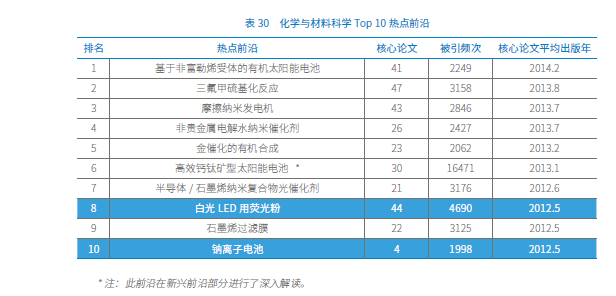 表 30 化学与材料科学 Top 10 热点前沿
排名 热点前沿 核心论文 被引频次 核心论文平均出版年
1 基于非富勒烯受体的有机太阳能电池 41 2249 2014.2
2 三氟甲硫基化反应 47 3158 2013.8
3 摩擦纳米发电机 43 2846 2013.7
4 非贵金属电解水纳米催化剂 26 2427 2013.7
5 金催化的有机合成 23 2062 2013.2
6 高效钙钛矿型太阳能电池 * 30 16471 2013.1
7 半导体 / 石墨烯纳米复合物光催化剂 21 3176 2012.6
8 白光 LED 用荧光粉 44 4690 2012.5
9 石墨烯过滤膜 22 3125 2012.5
10 钠离子电池 4 1998 2012.5
* 注：此前沿在新兴前沿部分进行了深入解读。